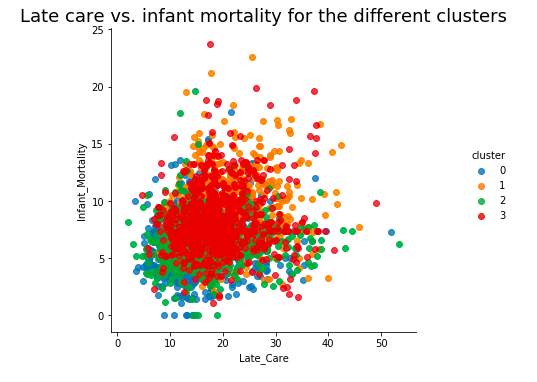 Late care vs. infant mortality for the different clusters
25
20
15
10
5
0
Infant_Mortality
0 10 20 30 40 50
Late_Care
cluster
0
1
2
3